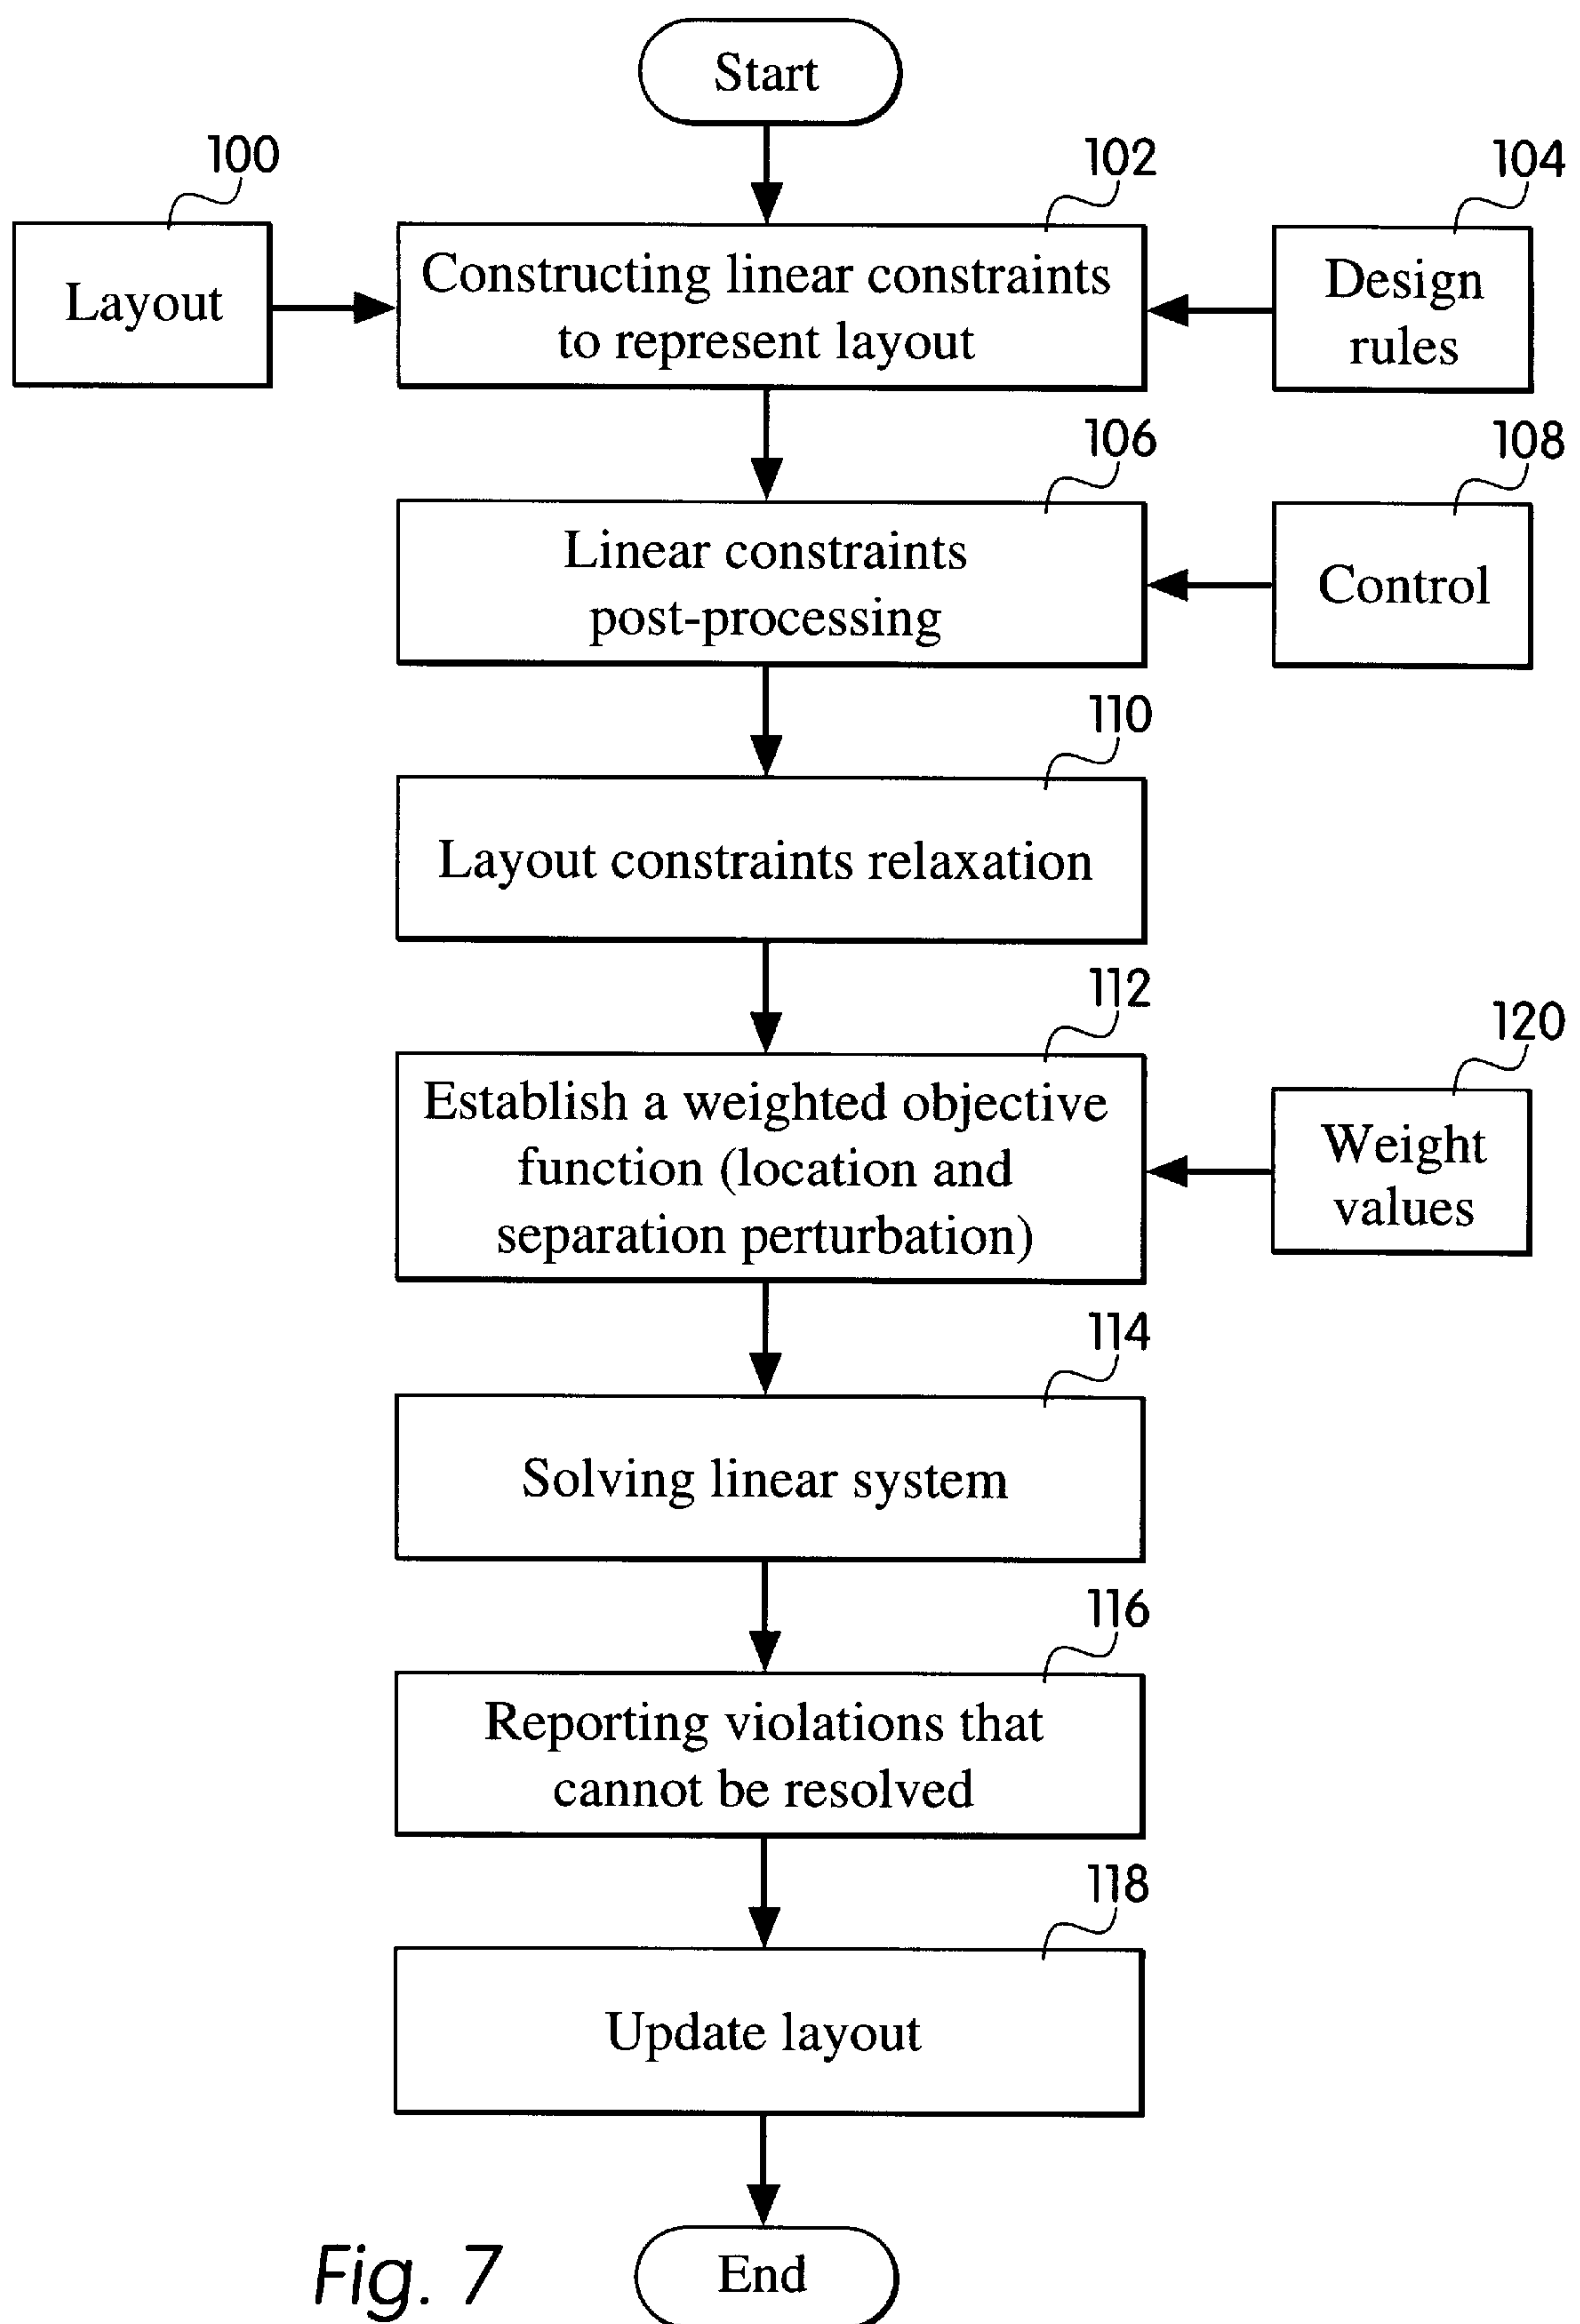 Start
100
102
104
Layout
Constructing linear constraints
to represent layout
Design
rules
106
108
Linear constraints
post-processing
Control
110
Layout constraints relaxation
112
120
Establish a weighted objective
function (location and
separation perturbation)
Weight
values
114
Solving linear system
116
Reporting violations that
cannot be resolved
118
Update layout
Fig. 7
End